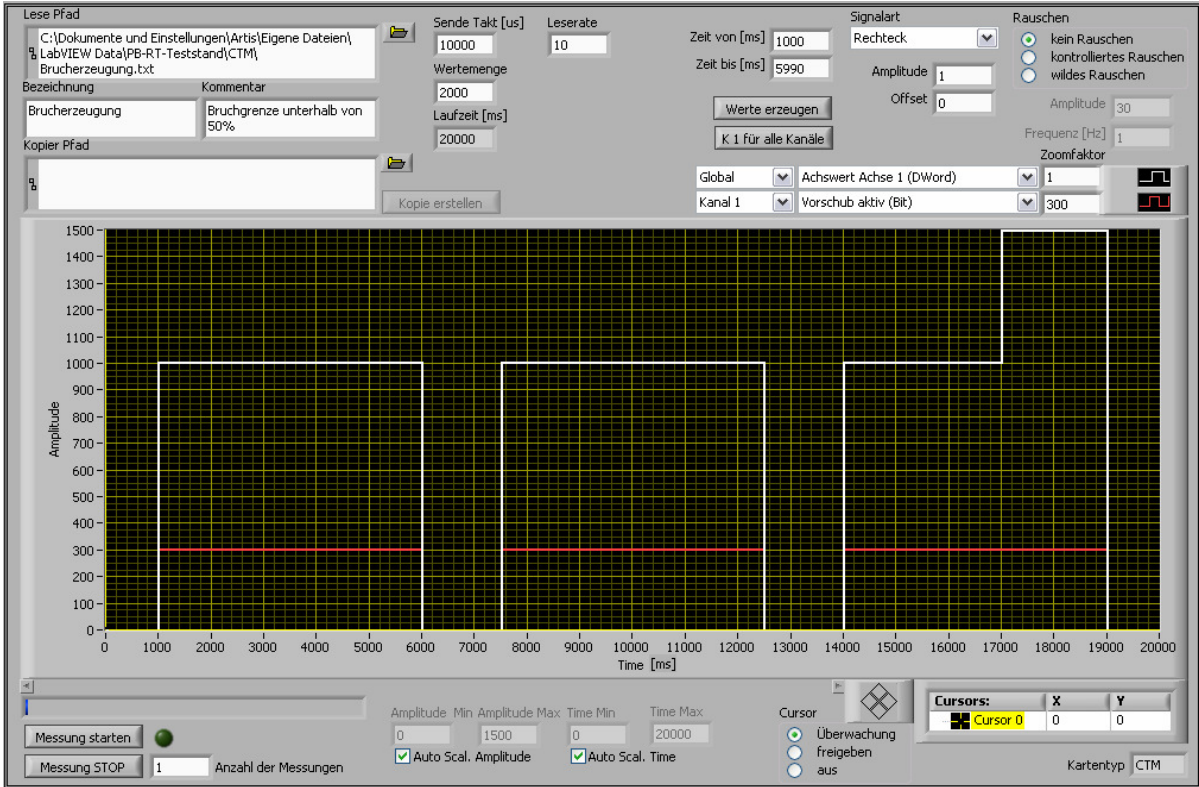 Lese Pfad
C:\Dokumente und Einstellungen\Artis\Eigene Dateien\
LabVIEW Data\PB-RT-Teststand\CTM\
Brucherzeugung.txt
Bezeichnung
Kommentar
Brucherzeugung
Bruchgrenze unterhalb von
50%
Kopier Pfad
Kopie erstellen
Sende Takt [us]
10000
Leserate
10
Wertemenge
2000
Laufzeit [ms]
20000
Zeit von [ms]
1000
Zeit bis [ms]
5990
Werte erzeugen
K 1 für alle Kanäle
Signalart
Rechteck
Amplitude
1
Offset
0
Rauschen
kein Rauschen
kontrolliertes Rauschen
wildes Rauschen
Amplitude
30
Frequenz [Hz]
1
Zoomfaktor
Global
Achswert Achse 1 (DWord)
1
Kanal 1
Vorschub aktiv (Bit)
300
1500
1400
1300
1200
1100
1000
900
800
700
600
500
400
300
200
100
0
Amplitude
0 1000 2000 3000 4000 5000 6000 7000 8000 9000 10000 11000 12000 13000 14000 15000 16000 17000 18000 19000 20000
Time [ms]
Messung starten
Messung STOP
1
Anzahl der Messungen
Amplitude Min
Amplitude Max
Time Min
Time Max
0
1500
0
20000
Auto Scal. Amplitude
Auto Scal. Time
Cursor
Überwachung
freigeben
aus
Cursors:
X
Y
Cursor 0
0
0
Kartentyp
CTM